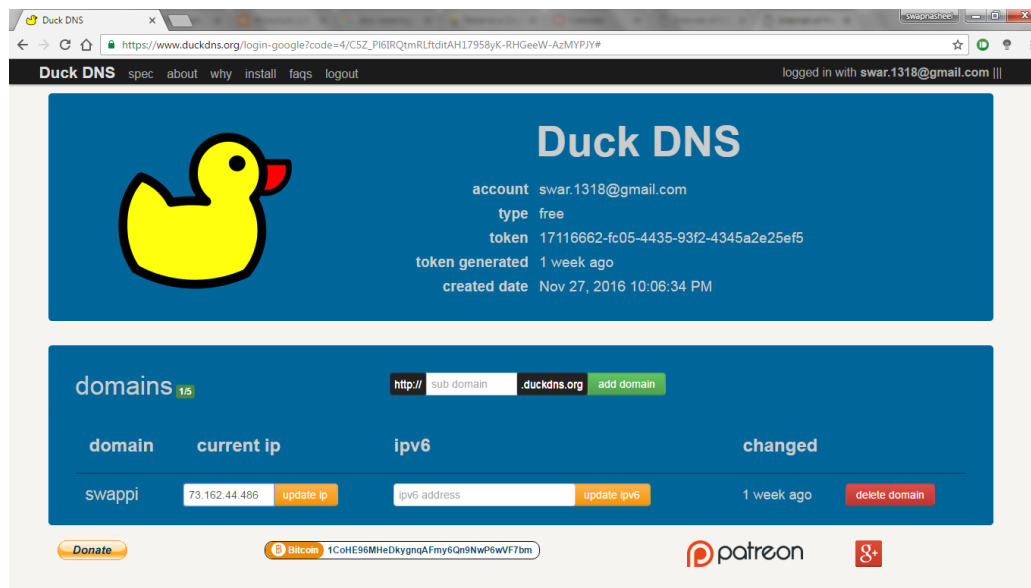 Duck DNS
swapnasheel
https://www.duckdns.org/login-google?code=4/C5Z_Pl6IRQtmRLftditAH17958yK-RHGeeW-AzMYPJY#
Duck DNS spec about why install faqs logout logged in with swar.1318@gmail.com |||
Duck DNS
account swar.1318@gmail.com
type free
token 17116662-fc05-4435-93f2-4345a2e25ef5
token generated 1 week ago
created date Nov 27, 2016 10:06:34 PM
domains 1/5 http:// sub domain .duckdns.org add domain
domain current ip ipv6 changed
swappi 73.162.44.486 update ip ipv6 address update ipv6 1 week ago delete domain
Donate Bitcoin 1CoHE96MHeDkygnqAFmy6Qn9NwP6wVF7bm patreon g+